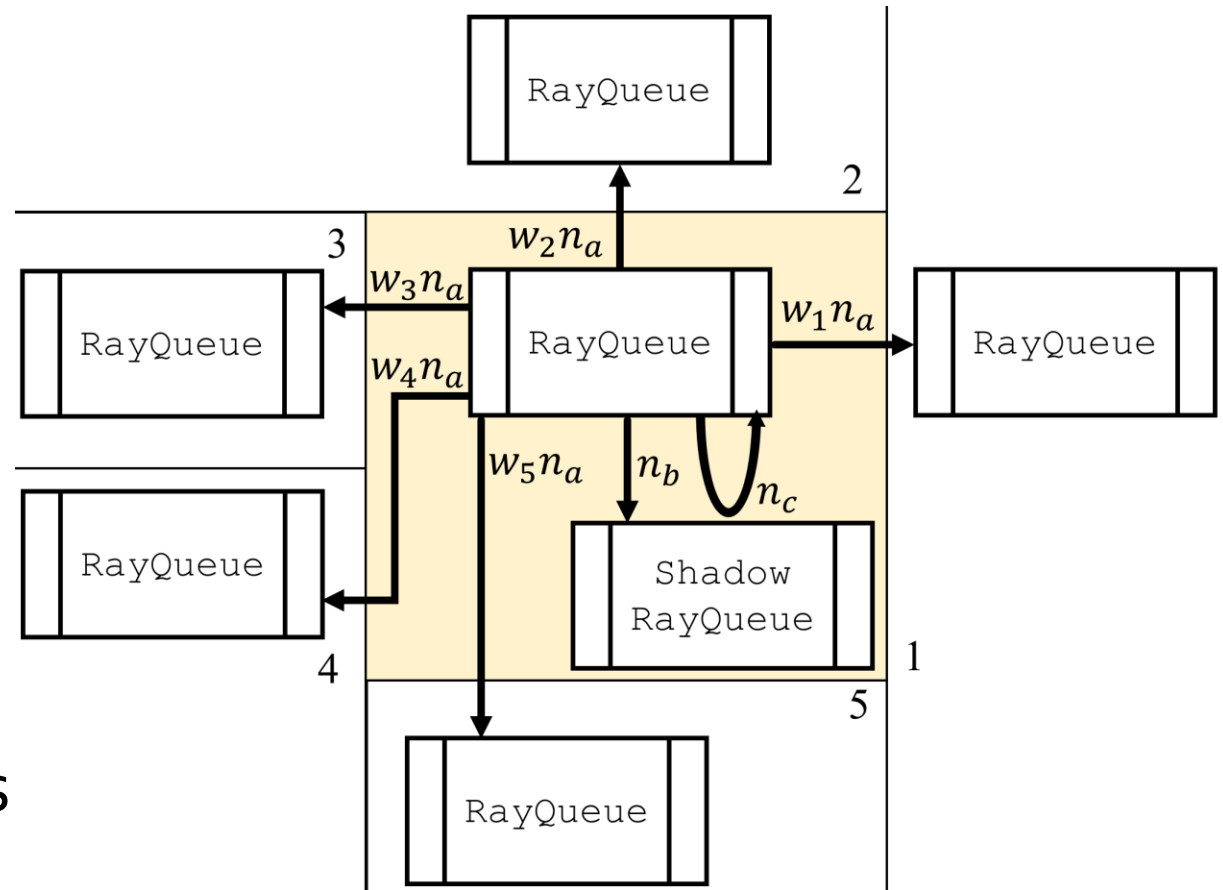 RayQueue
2
w₂nₐ
3
w₃nₐ
RayQueue
RayQueue
w₁nₐ
RayQueue
w₄nₐ
w₅nₐ
n_b
n_c
RayQueue
Shadow
RayQueue
4
1
5
s
RayQueue